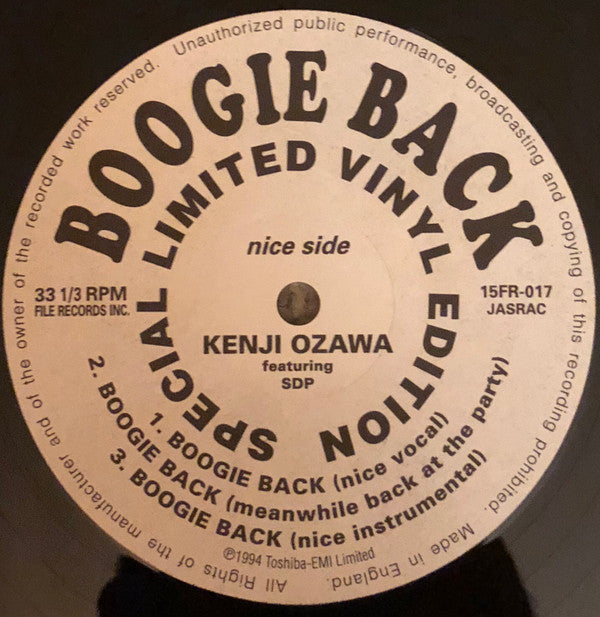 BOOGIE BACK
SPECIAL LIMITED VINYL EDITION
nice side
33 1/3 RPM
FILE RECORDS INC.
15FR-017
JASRAC
KENJI OZAWA
featuring
SDP
1. BOOGIE BACK (nice vocal)
2. BOOGIE BACK (meanwhile back at the party)
3. BOOGIE BACK (nice instrumental)
℗1994 Toshiba-EMI Limited
All Rights of the manufacturer and of the owner of the recorded work reserved. Unauthorized public performance, broadcasting and copying of this recording prohibited. Made in England.